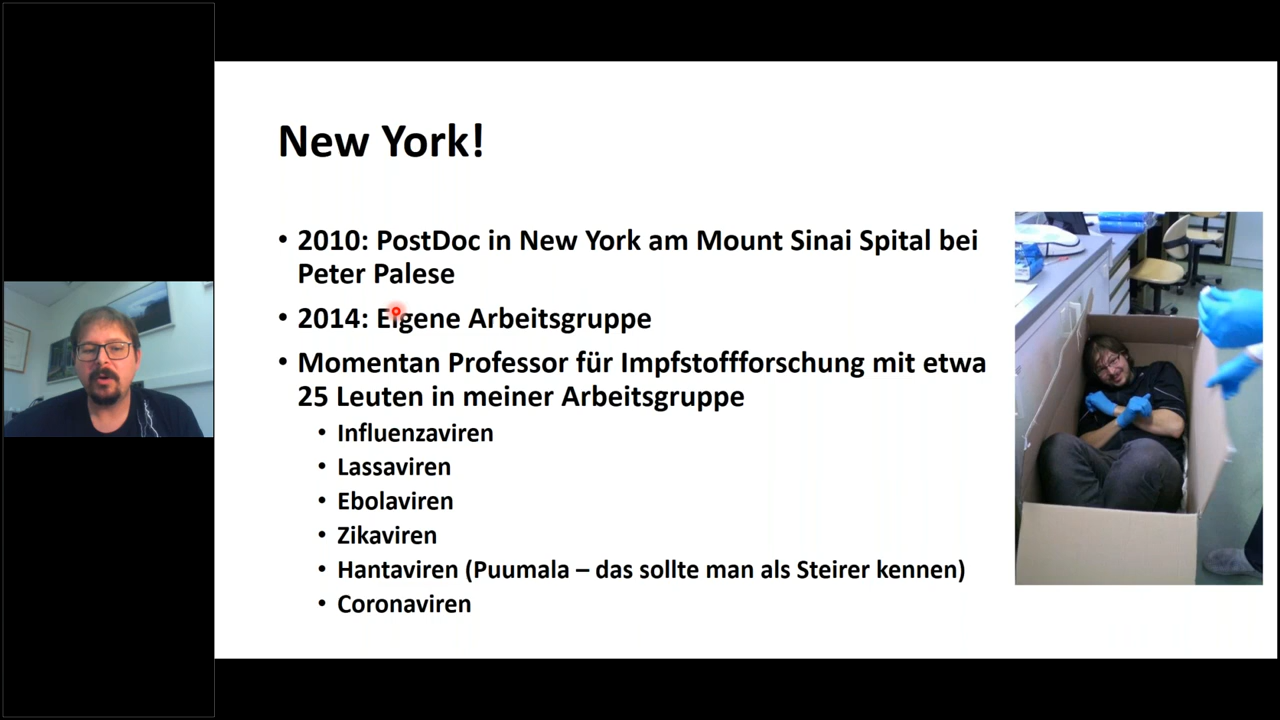 New York!
• 2010: PostDoc in New York am Mount Sinai Spital bei
Peter Palese
• 2014: Eigene Arbeitsgruppe
• Momentan Professor für Impfstoffforschung mit etwa
25 Leuten in meiner Arbeitsgruppe
• Influenzaviren
• Lassaviren
• Ebolaviren
• Zikaviren
• Hantaviren (Puumala – das sollte man als Steirer kennen)
• Coronaviren